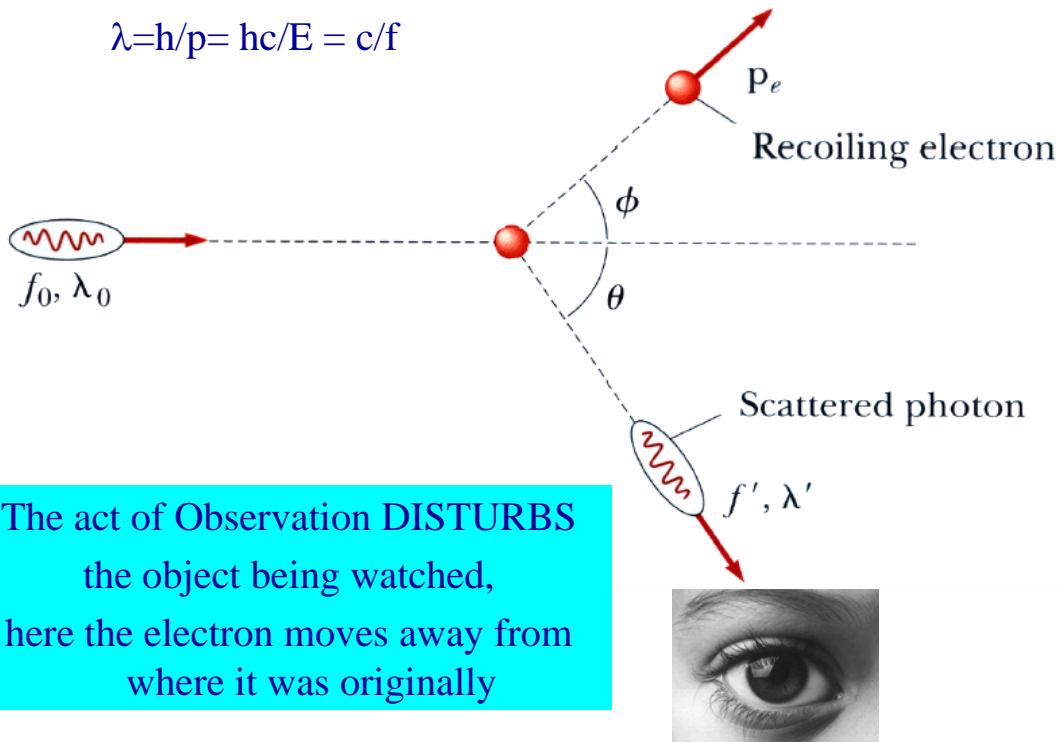 λ=h/p= hc/E = c/f
pₑ
Recoiling electron
ϕ
f₀, λ₀
θ
Scattered photon
f′, λ′
The act of Observation DISTURBS
the object being watched,
here the electron moves away from
where it was originally